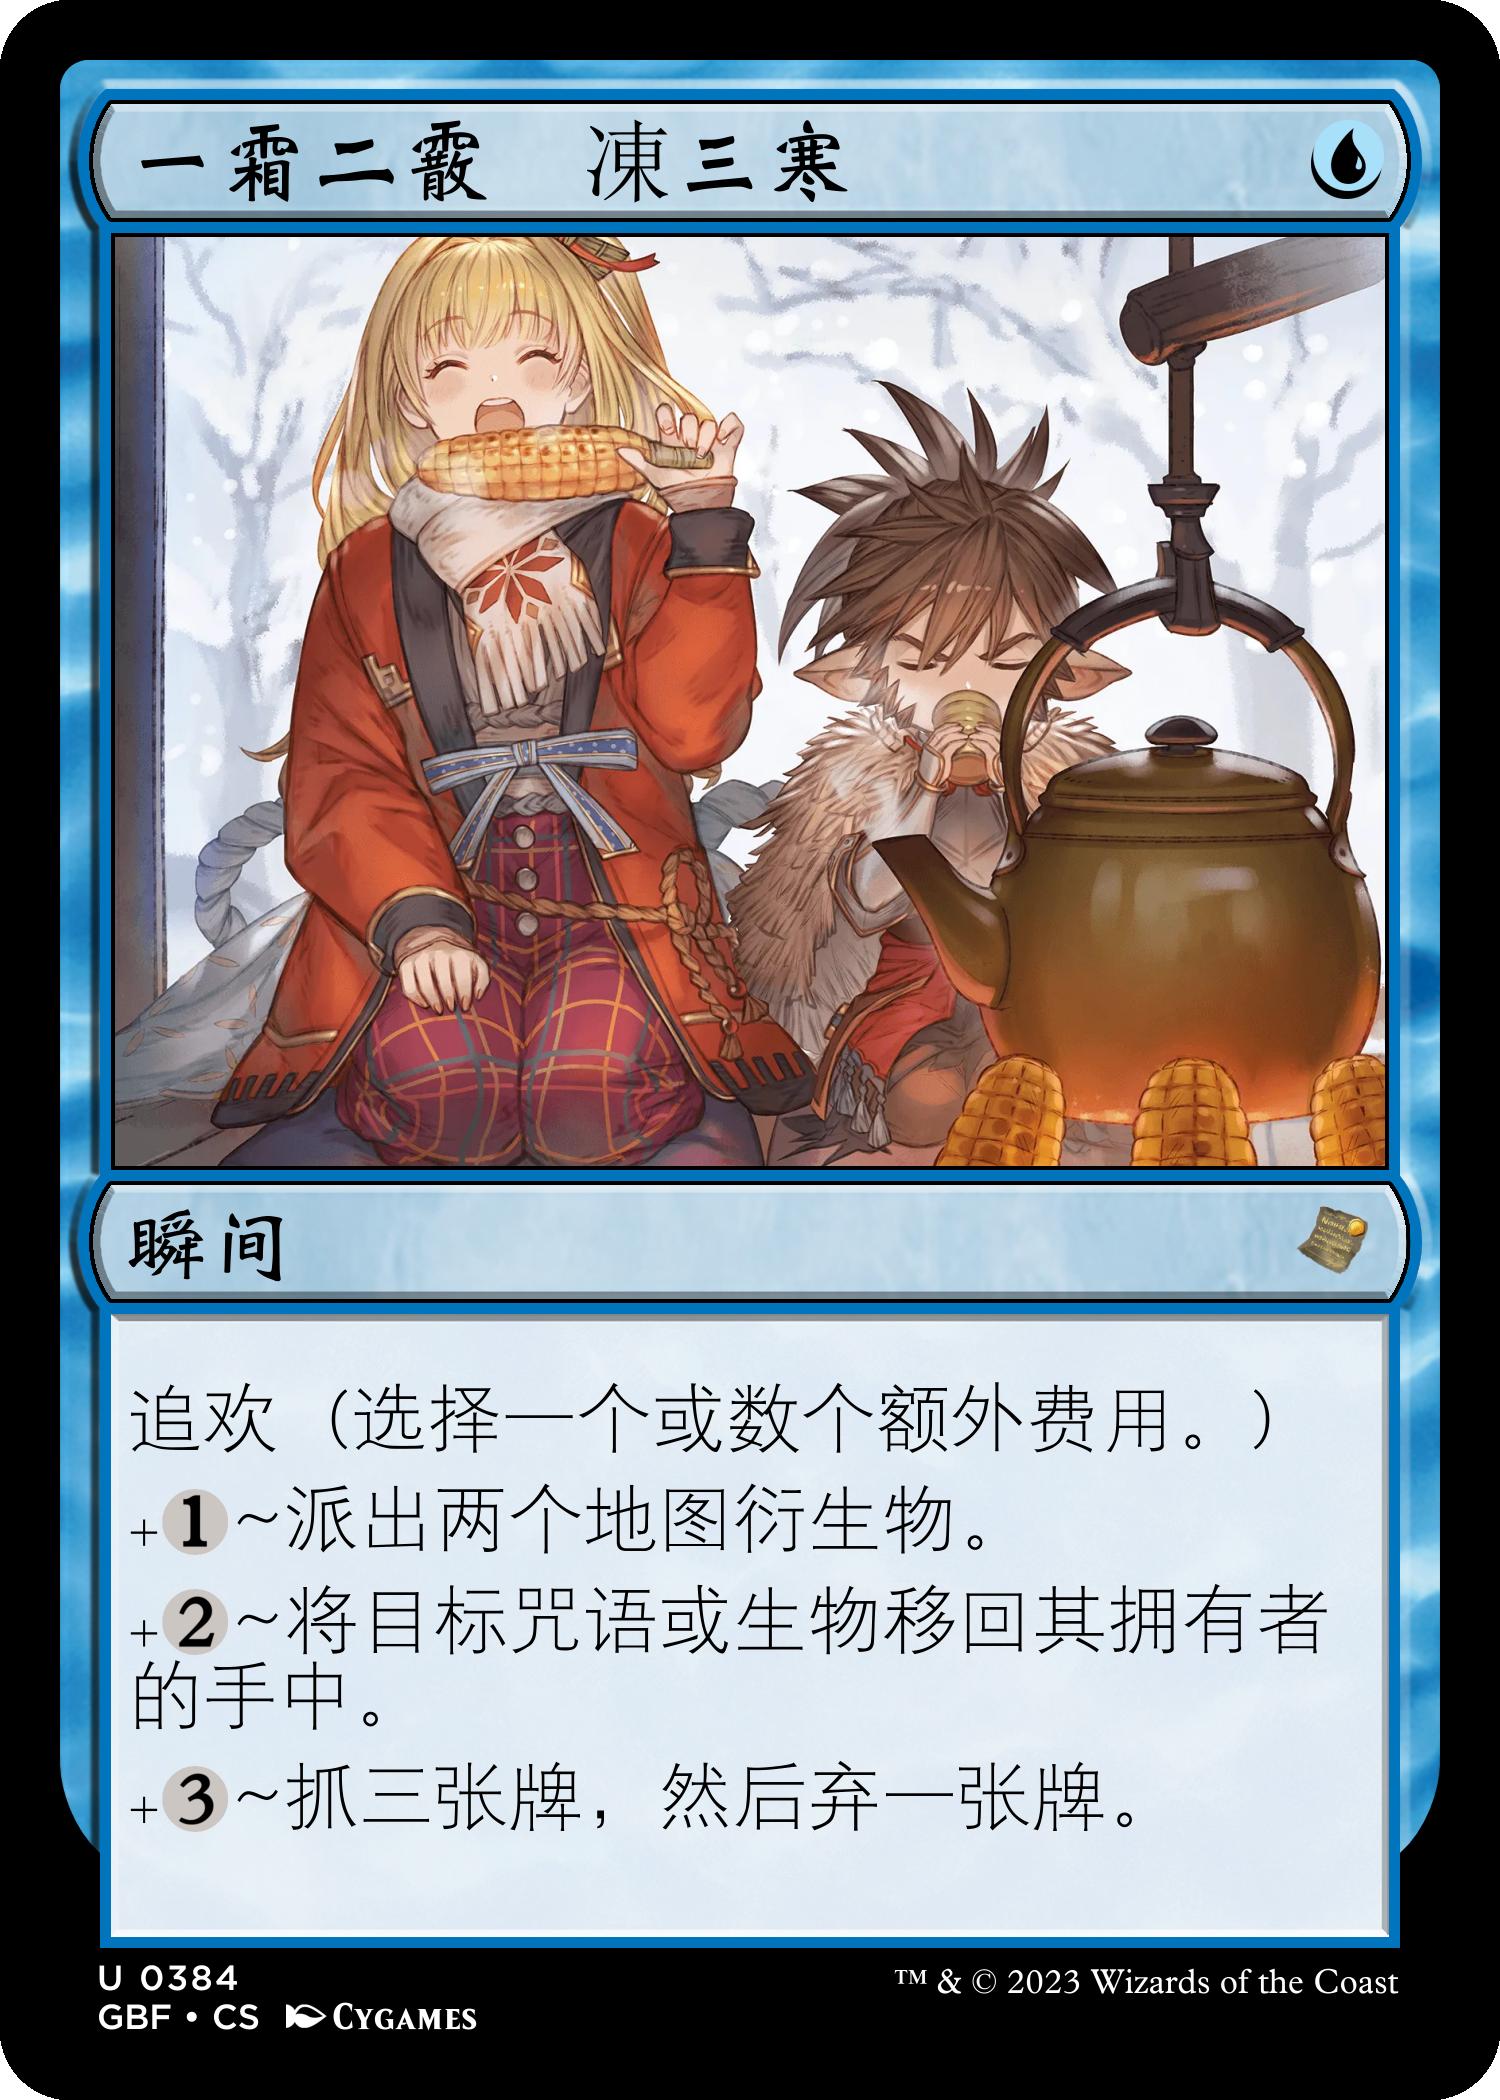 一霜二霰　凍三寒
瞬间
追欢（选择一个或数个额外费用。）
+1~派出两个地图衍生物。
+2~将目标咒语或生物移回其拥有者
的手中。
+3~抓三张牌，然后弃一张牌。
U 0384
GBF • CS CYGAMES
™ & © 2023 Wizards of the Coast